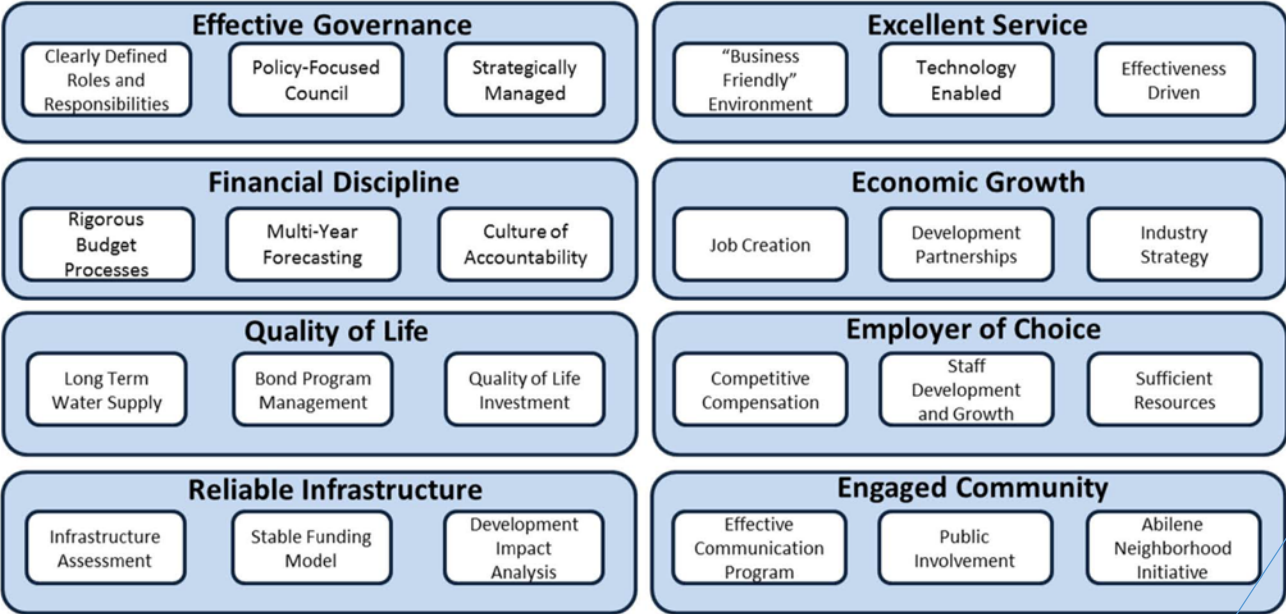 Effective Governance
Clearly Defined
Roles and
Responsibilities
Policy-Focused
Council
Strategically
Managed
Excellent Service
“Business
Friendly”
Environment
Technology
Enabled
Effectiveness
Driven
Financial Discipline
Rigorous
Budget
Processes
Multi-Year
Forecasting
Culture of
Accountability
Economic Growth
Job Creation
Development
Partnerships
Industry
Strategy
Quality of Life
Long Term
Water Supply
Bond Program
Management
Quality of Life
Investment
Employer of Choice
Competitive
Compensation
Staff
Development
and Growth
Sufficient
Resources
Reliable Infrastructure
Infrastructure
Assessment
Stable Funding
Model
Development
Impact
Analysis
Engaged Community
Effective
Communication
Program
Public
Involvement
Abilene
Neighborhood
Initiative